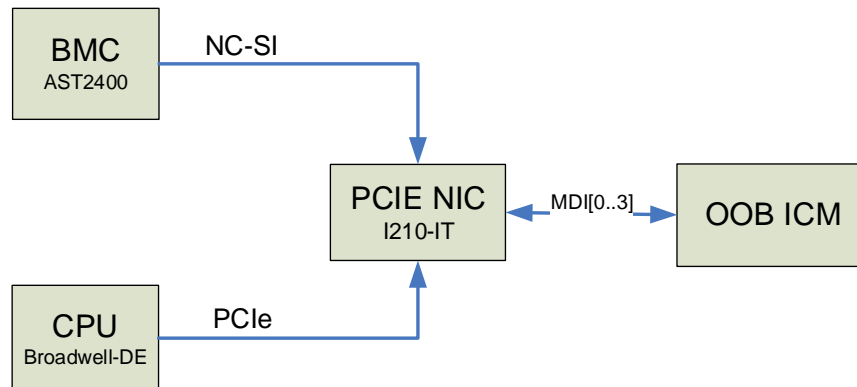 BMC
AST2400
NC-SI
PCIE NIC
I210-IT
MDI[0..3]
OOB ICM
CPU
Broadwell-DE
PCIe